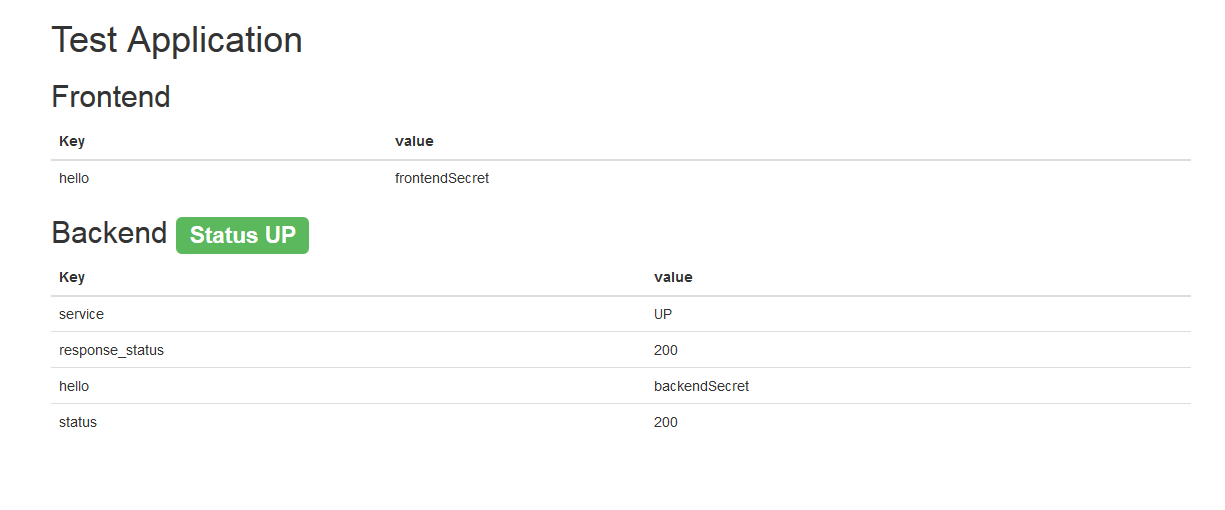 Test Application
Frontend
Key value
hello frontendSecret
Backend Status UP
Key value
service UP
response_status 200
hello backendSecret
status 200